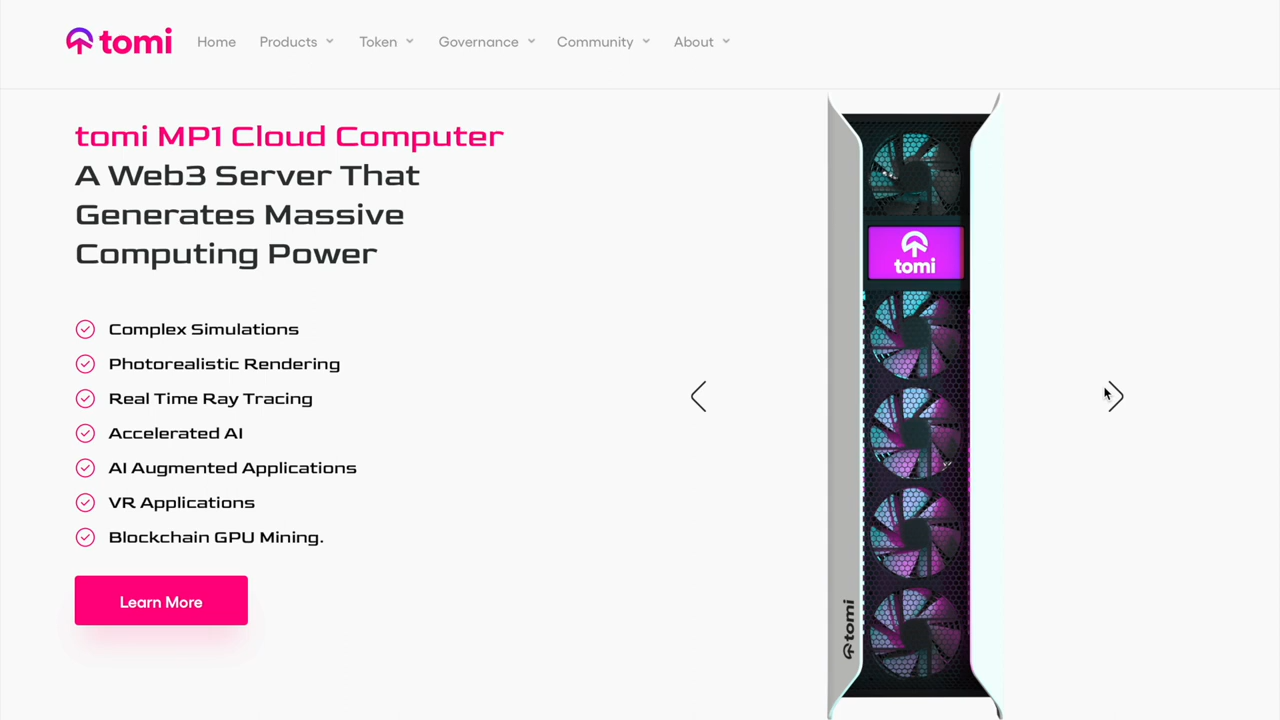 tomi
Home
Products
Token
Governance
Community
About
tomi MP1 Cloud Computer
A Web3 Server That
Generates Massive
Computing Power
Complex Simulations
Photorealistic Rendering
Real Time Ray Tracing
Accelerated AI
AI Augmented Applications
VR Applications
Blockchain GPU Mining.
Learn More
tomi
tomi